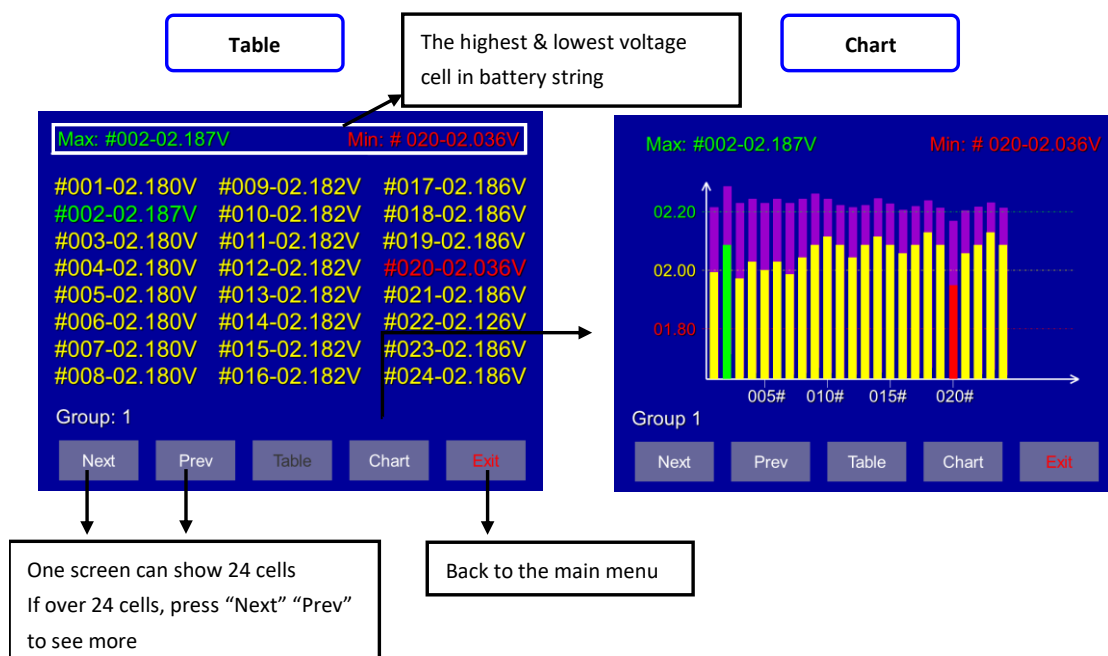 Table
The highest & lowest voltage
cell in battery string
Chart
Max: #002-02.187V Min: # 020-02.036V
#001-02.180V #009-02.182V #017-02.186V
#002-02.187V #010-02.182V #018-02.186V
#003-02.180V #011-02.182V #019-02.186V
#004-02.180V #012-02.182V #020-02.036V
#005-02.180V #013-02.182V #021-02.186V
#006-02.180V #014-02.182V #022-02.126V
#007-02.180V #015-02.182V #023-02.186V
#008-02.180V #016-02.182V #024-02.186V
Group: 1
Next Prev Table Chart Exit
Max: #002-02.187V Min: # 020-02.036V
02.20
02.00
01.80
005# 010# 015# 020#
Group 1
Next Prev Table Chart Exit
One screen can show 24 cells
If over 24 cells, press “Next” “Prev”
to see more
Back to the main menu